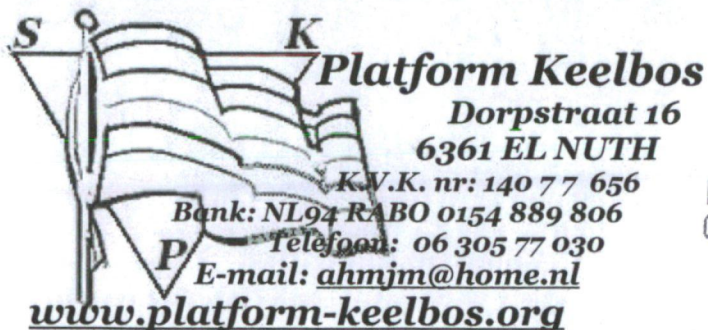 S K
Platform Keelbos
Dorpstraat 16
6361 EL NUTH
K.V.K. nr: 140 7 7 656
Bank: NL94 RABO 0154 889 806
Telefoon: 06 305 77 030
P
E-mail: ahmjm@home.nl
www.platform-keelbos.org